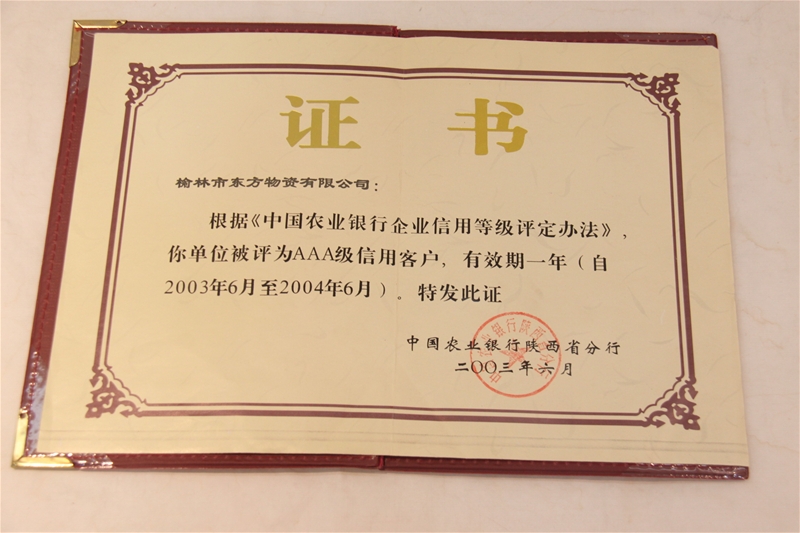 证 书
榆林市东方物资有限公司：
根据《中国农业银行企业信用等级评定办法》，
你单位被评为AAA级信用客户，有效期一年（自
2003年6月至2004年6月）。特发此证
中国农业银行陕西省分行
二〇〇三年六月